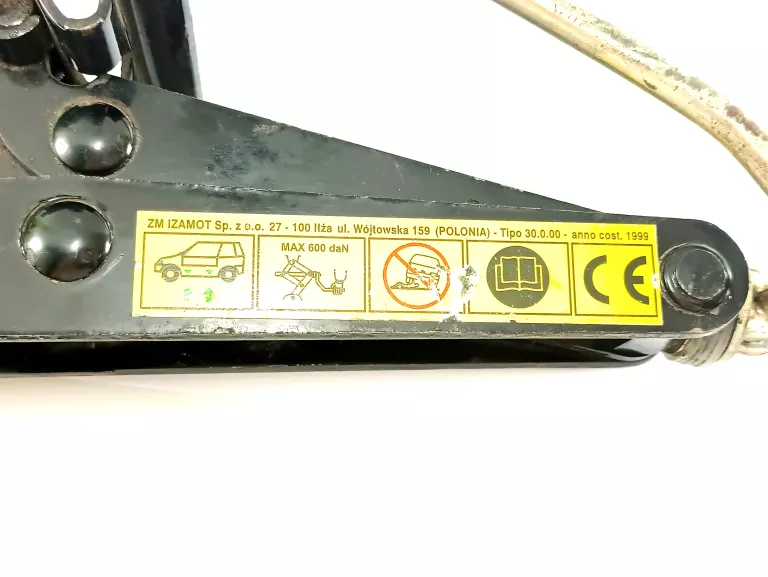 ZM IZAMOT Sp. z o.o. 27 - 100 Iłża ul. Wójtowska 159 (POLONIA) - Tipo 30.0.00 - anno cost. 1999
MAX 600 daN
CE